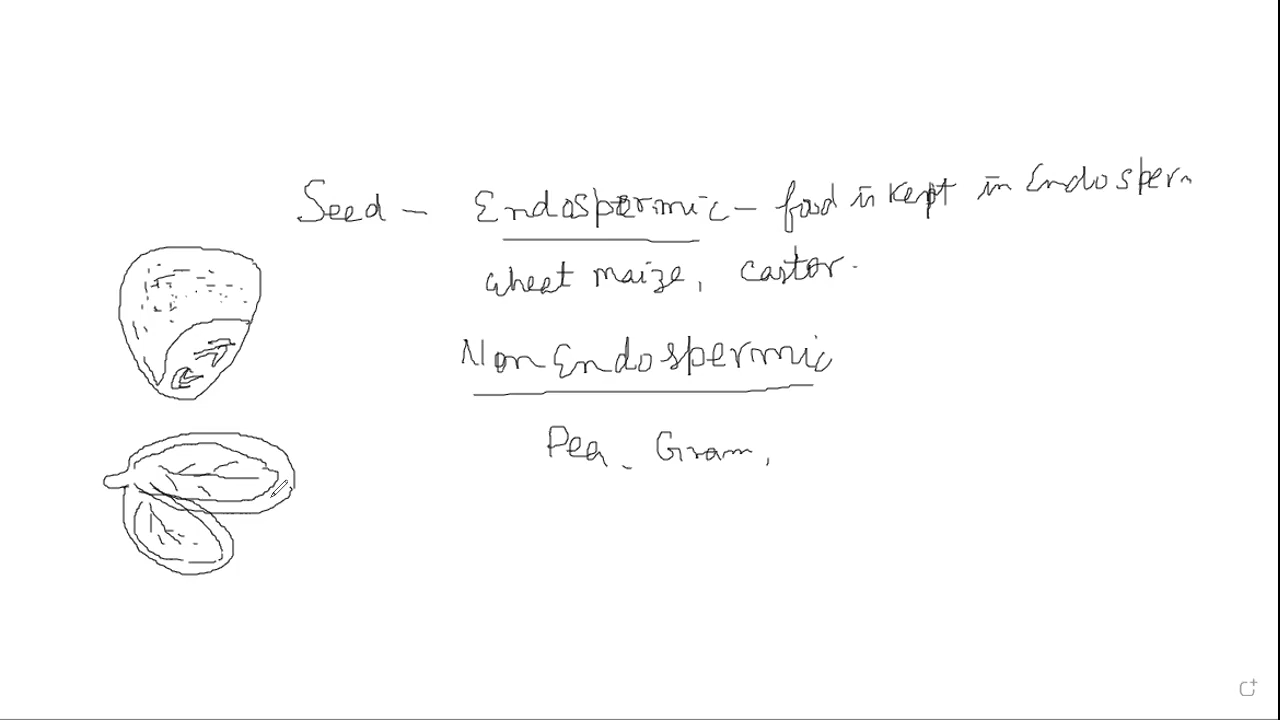 Seed - Endospermic - food is kept in Endosperm
wheat maize, castor.
Non Endospermic
Pea - Gram,